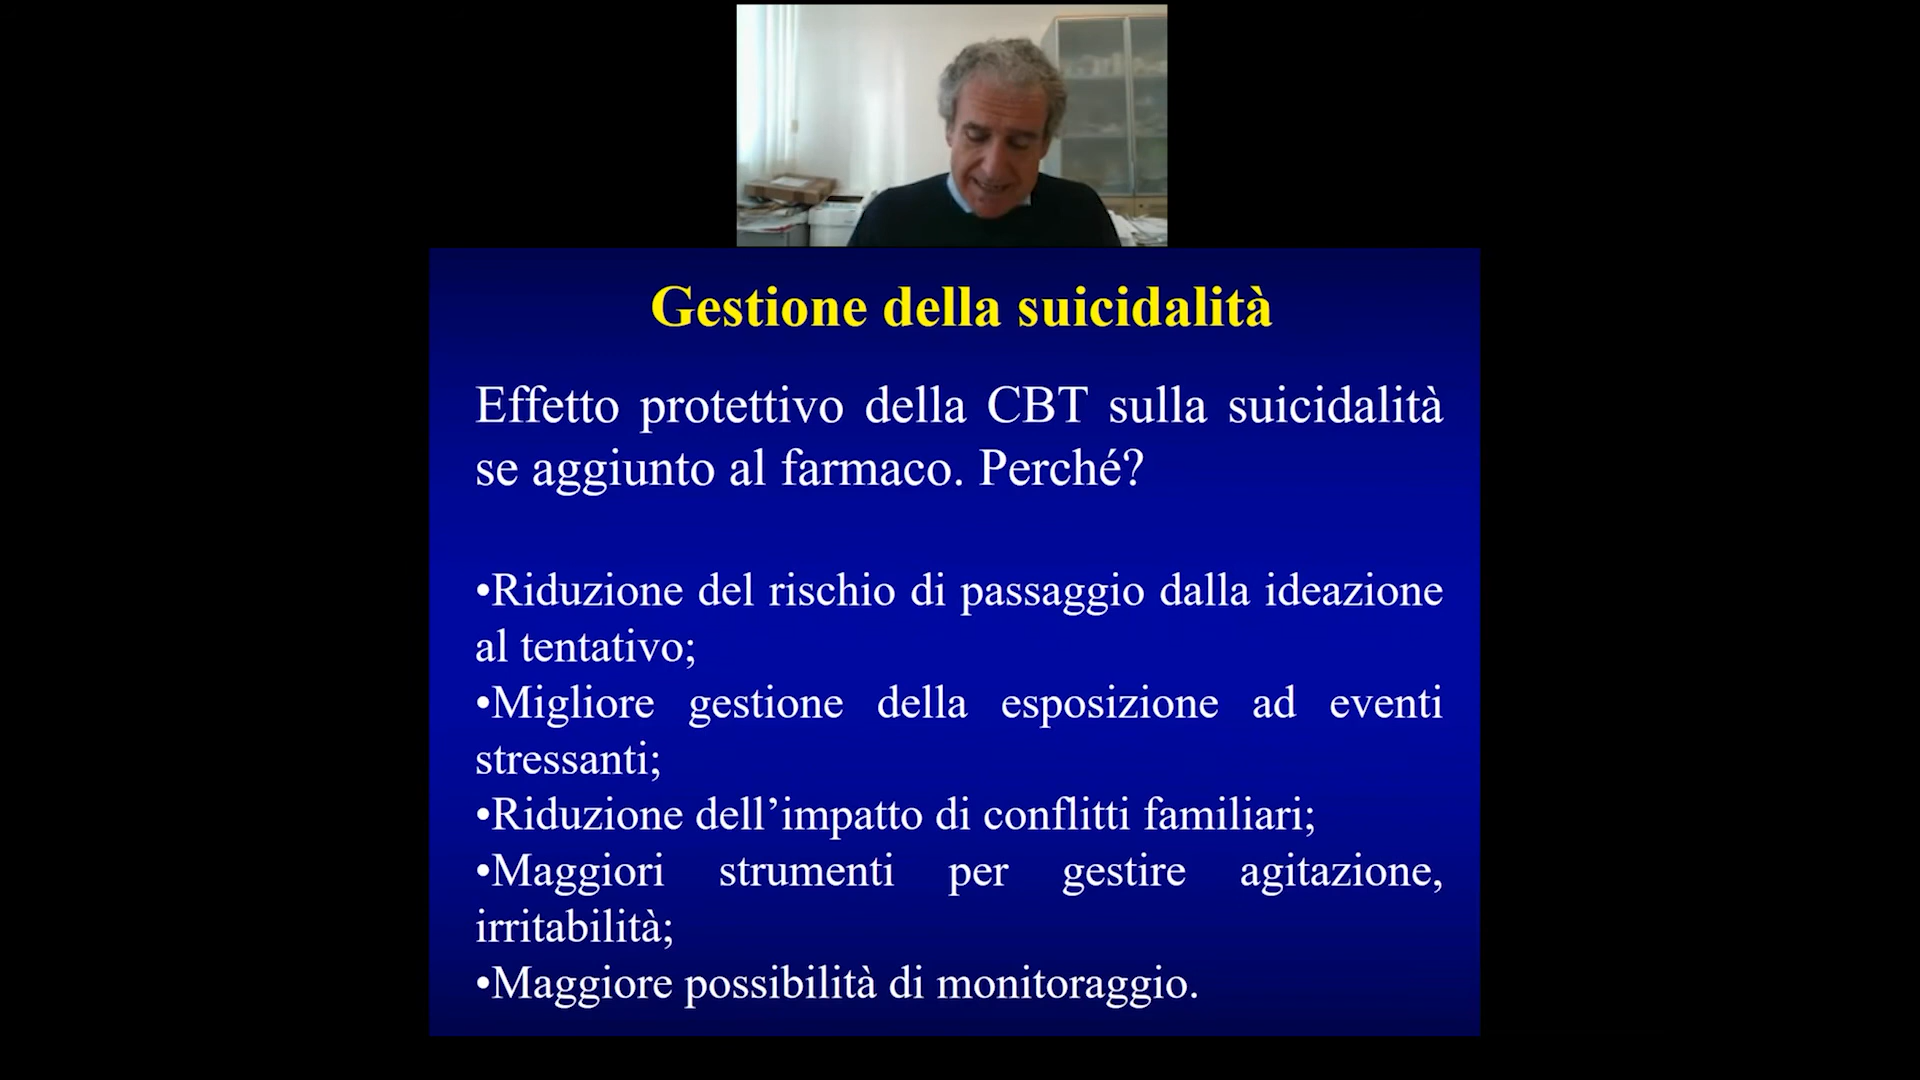 Gestione della suicidalità
Effetto protettivo della CBT sulla suicidalità
se aggiunto al farmaco. Perché?
•Riduzione del rischio di passaggio dalla ideazione
al tentativo;
•Migliore gestione della esposizione ad eventi
stressanti;
•Riduzione dell’impatto di conflitti familiari;
•Maggiori strumenti per gestire agitazione,
irritabilità;
•Maggiore possibilità di monitoraggio.